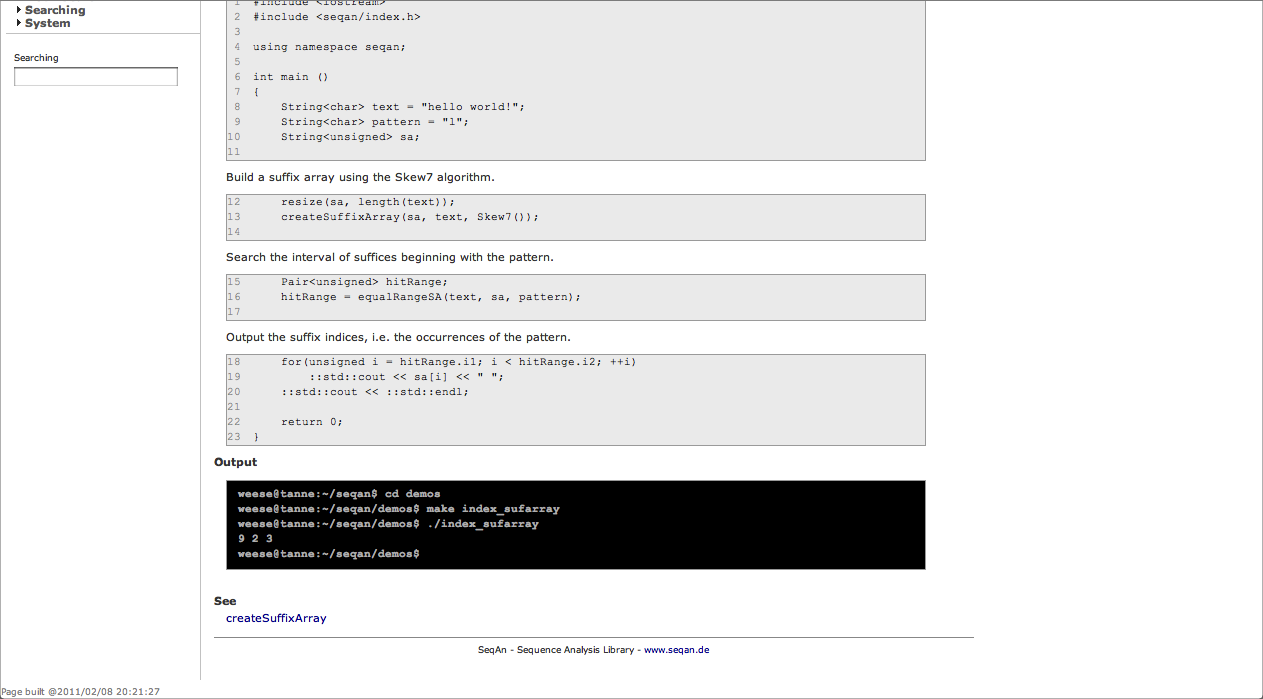 Searching
System
Searching
1 #include <iostream>
2 #include <seqan/index.h>
3
4 using namespace seqan;
5
6 int main ()
7 {
8     String<char> text = "hello world!";
9     String<char> pattern = "l";
10     String<unsigned> sa;
11
Build a suffix array using the Skew7 algorithm.
12     resize(sa, length(text));
13     createSuffixArray(sa, text, Skew7());
14
Search the interval of suffices beginning with the pattern.
15     Pair<unsigned> hitRange;
16     hitRange = equalRangeSA(text, sa, pattern);
17
Output the suffix indices, i.e. the occurrences of the pattern.
18     for(unsigned i = hitRange.i1; i < hitRange.i2; ++i)
19         ::std::cout << sa[i] << " ";
20     ::std::cout << ::std::endl;
21
22     return 0;
23 }
Output
weese@tanne:~/seqan$ cd demos
weese@tanne:~/seqan/demos$ make index_sufarray
weese@tanne:~/seqan/demos$ ./index_sufarray
9 2 3
weese@tanne:~/seqan/demos$
See
createSuffixArray
SeqAn - Sequence Analysis Library - www.seqan.de
Page built @2011/02/08 20:21:27